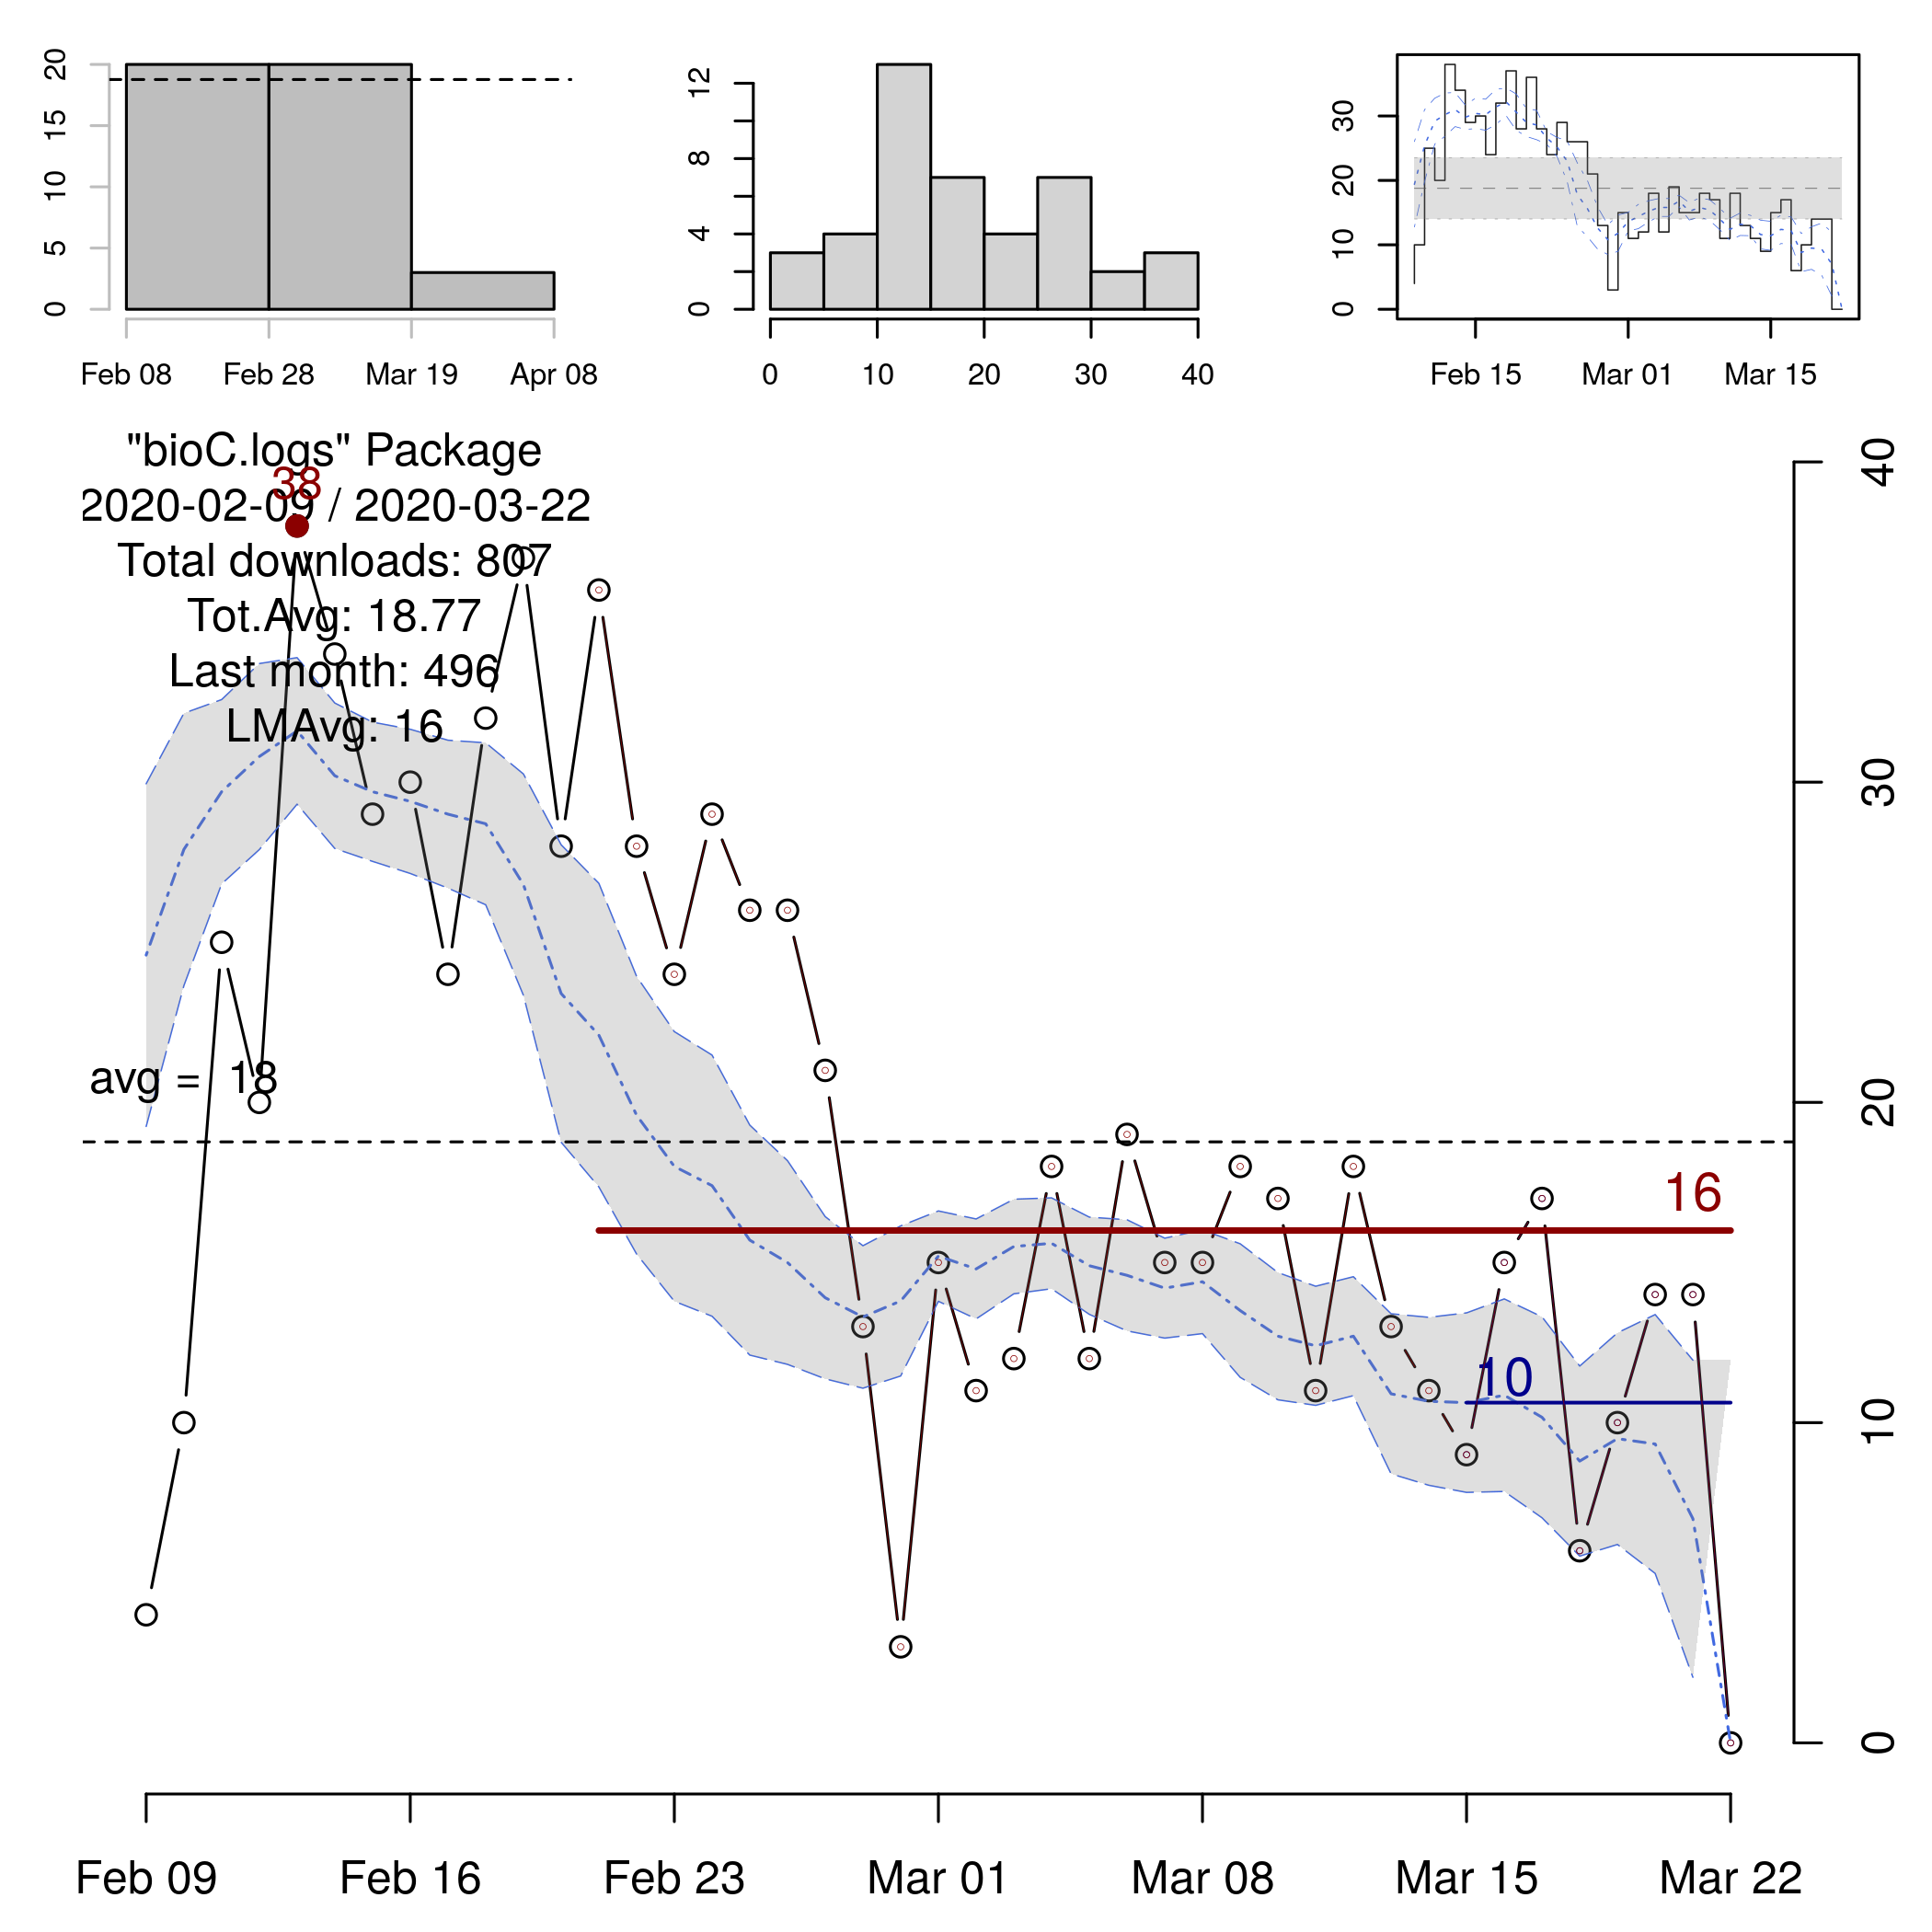 20
15
10
5
0
Feb 08 Feb 28 Mar 19 Apr 08
12
8
4
0
0 10 20 30 40
30
20
10
0
Feb 15 Mar 01 Mar 15
"bioC.logs" Package
38
2020-02-09 / 2020-03-22
Total downloads: 807
Tot.Avg: 18.77
Last month: 496
LMAvg: 16
avg = 18
16
10
40
30
20
10
0
Feb 09 Feb 16 Feb 23 Mar 01 Mar 08 Mar 15 Mar 22